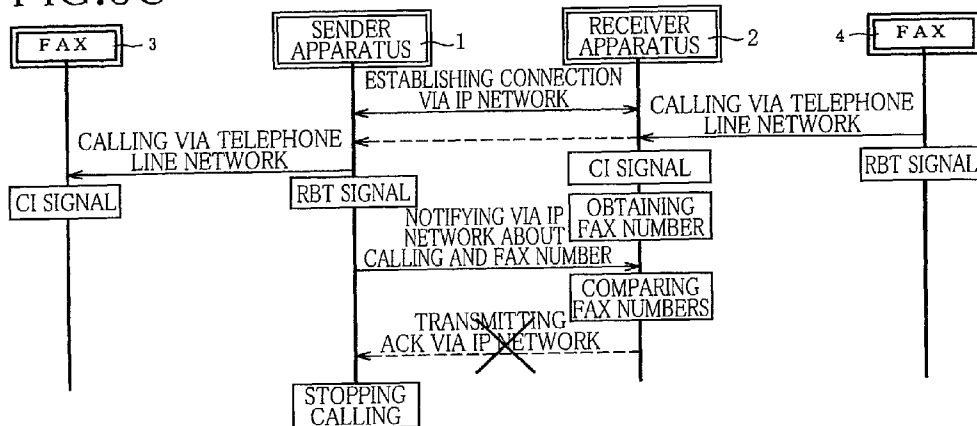 FIG.8C
FAX
3
SENDER
APPARATUS
1
RECEIVER
APPARATUS
2
4
FAX
ESTABLISHING CONNECTION
VIA IP NETWORK
CALLING VIA TELEPHONE
LINE NETWORK
CALLING VIA TELEPHONE
LINE NETWORK
CI SIGNAL
RBT SIGNAL
CI SIGNAL
RBT SIGNAL
NOTIFYING VIA IP
NETWORK ABOUT
CALLING AND FAX NUMBER
OBTAINING
FAX NUMBER
COMPARING
FAX NUMBERS
TRANSMITTING
ACK VIA IP NETWORK
STOPPING
CALLING